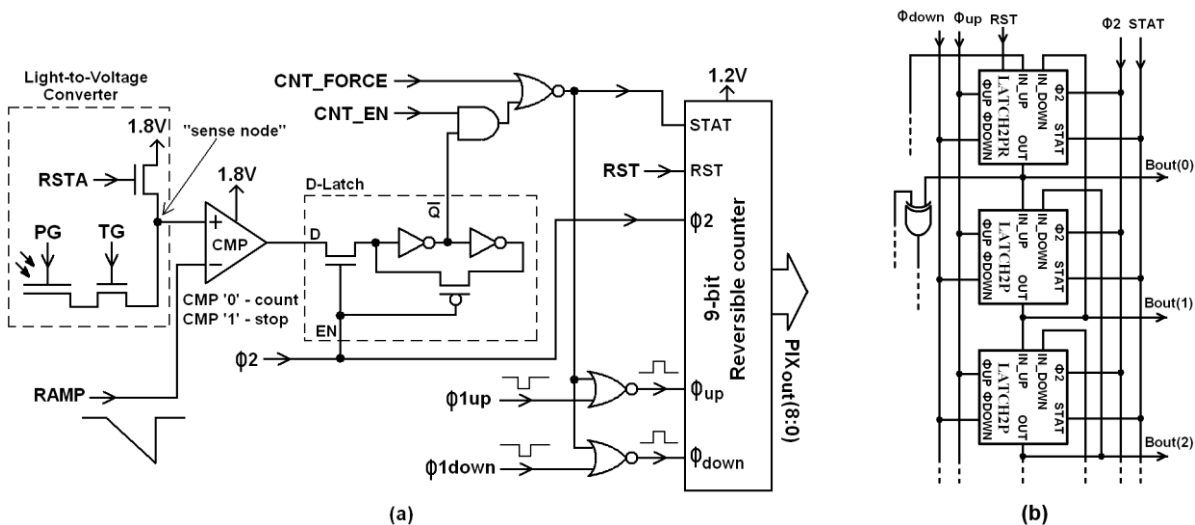 Light-to-Voltage
Converter
1.8V
"sense node"
RSTA
PG
TG
RAMP
1.8V
+
CMP
−
CMP '0' - count
CMP '1' - stop
D-Latch
D
Q̅
EN
ϕ2
CNT_FORCE
CNT_EN
RST
ϕ1up
ϕ1down
1.2V
STAT
RST
ϕ2
ϕup
ϕdown
9-bit
Reversible counter
PIXout(8:0)
(a)
Φdown
Φup
RST
Φ2
STAT
IN_UP
IN_DOWN
ΦUP
ΦDOWN
LATCH2PR
OUT
Φ2
STAT
Bout(0)
IN_UP
IN_DOWN
ΦUP
ΦDOWN
LATCH2P
OUT
Φ2
STAT
Bout(1)
IN_UP
IN_DOWN
ΦUP
ΦDOWN
LATCH2P
OUT
Φ2
STAT
Bout(2)
(b)